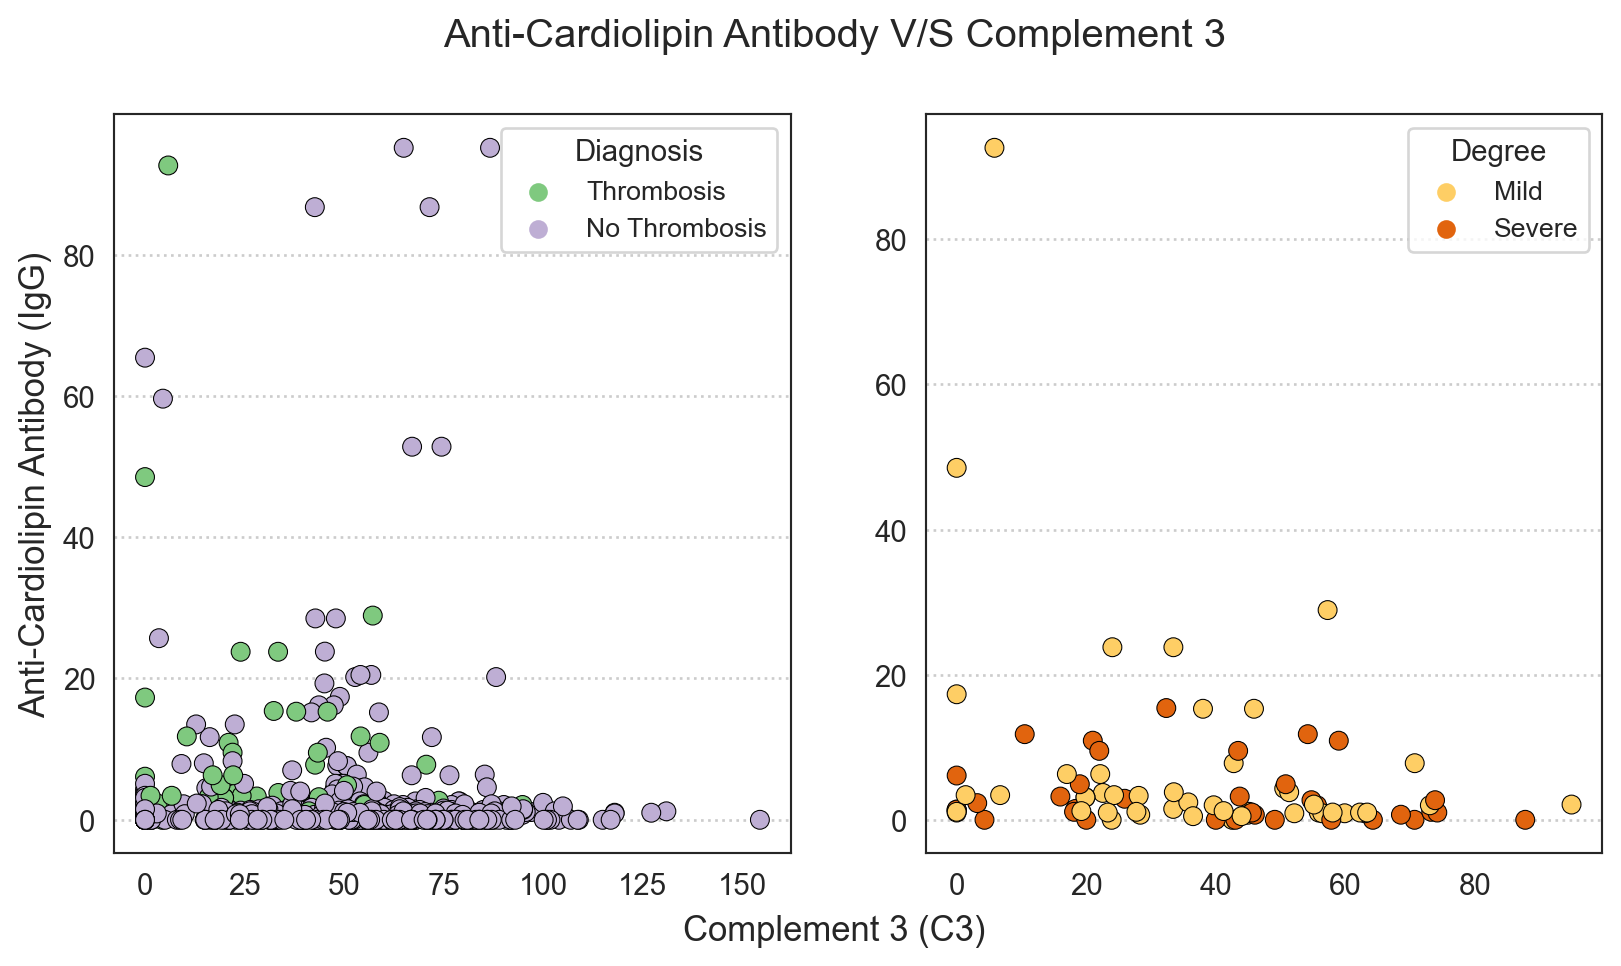 Anti-Cardiolipin Antibody V/S Complement 3
Anti-Cardiolipin Antibody (IgG)
80
60
40
20
0
0 25 50 75 100 125 150
Diagnosis
Thrombosis
No Thrombosis
80
60
40
20
0
0 20 40 60 80
Degree
Mild
Severe
Complement 3 (C3)